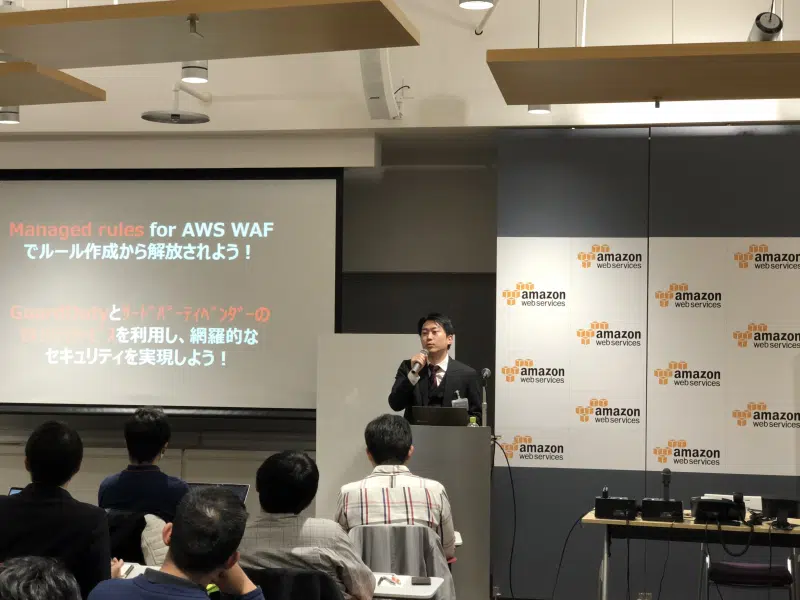 Managed rules for AWS WAF
でルール作成から解放されよう！
GuardDutyとサードパーティベンダーの
を利用し、網羅的な
セキュリティを実現しよう！
amazon
web services
amazon
web services
amazon
web services
amazon
web services
amazon
web services
amazon
web services
amazon
web services
amazon
web services
amazon
web services
amazon
web services
amazon
web services
amazon
web services